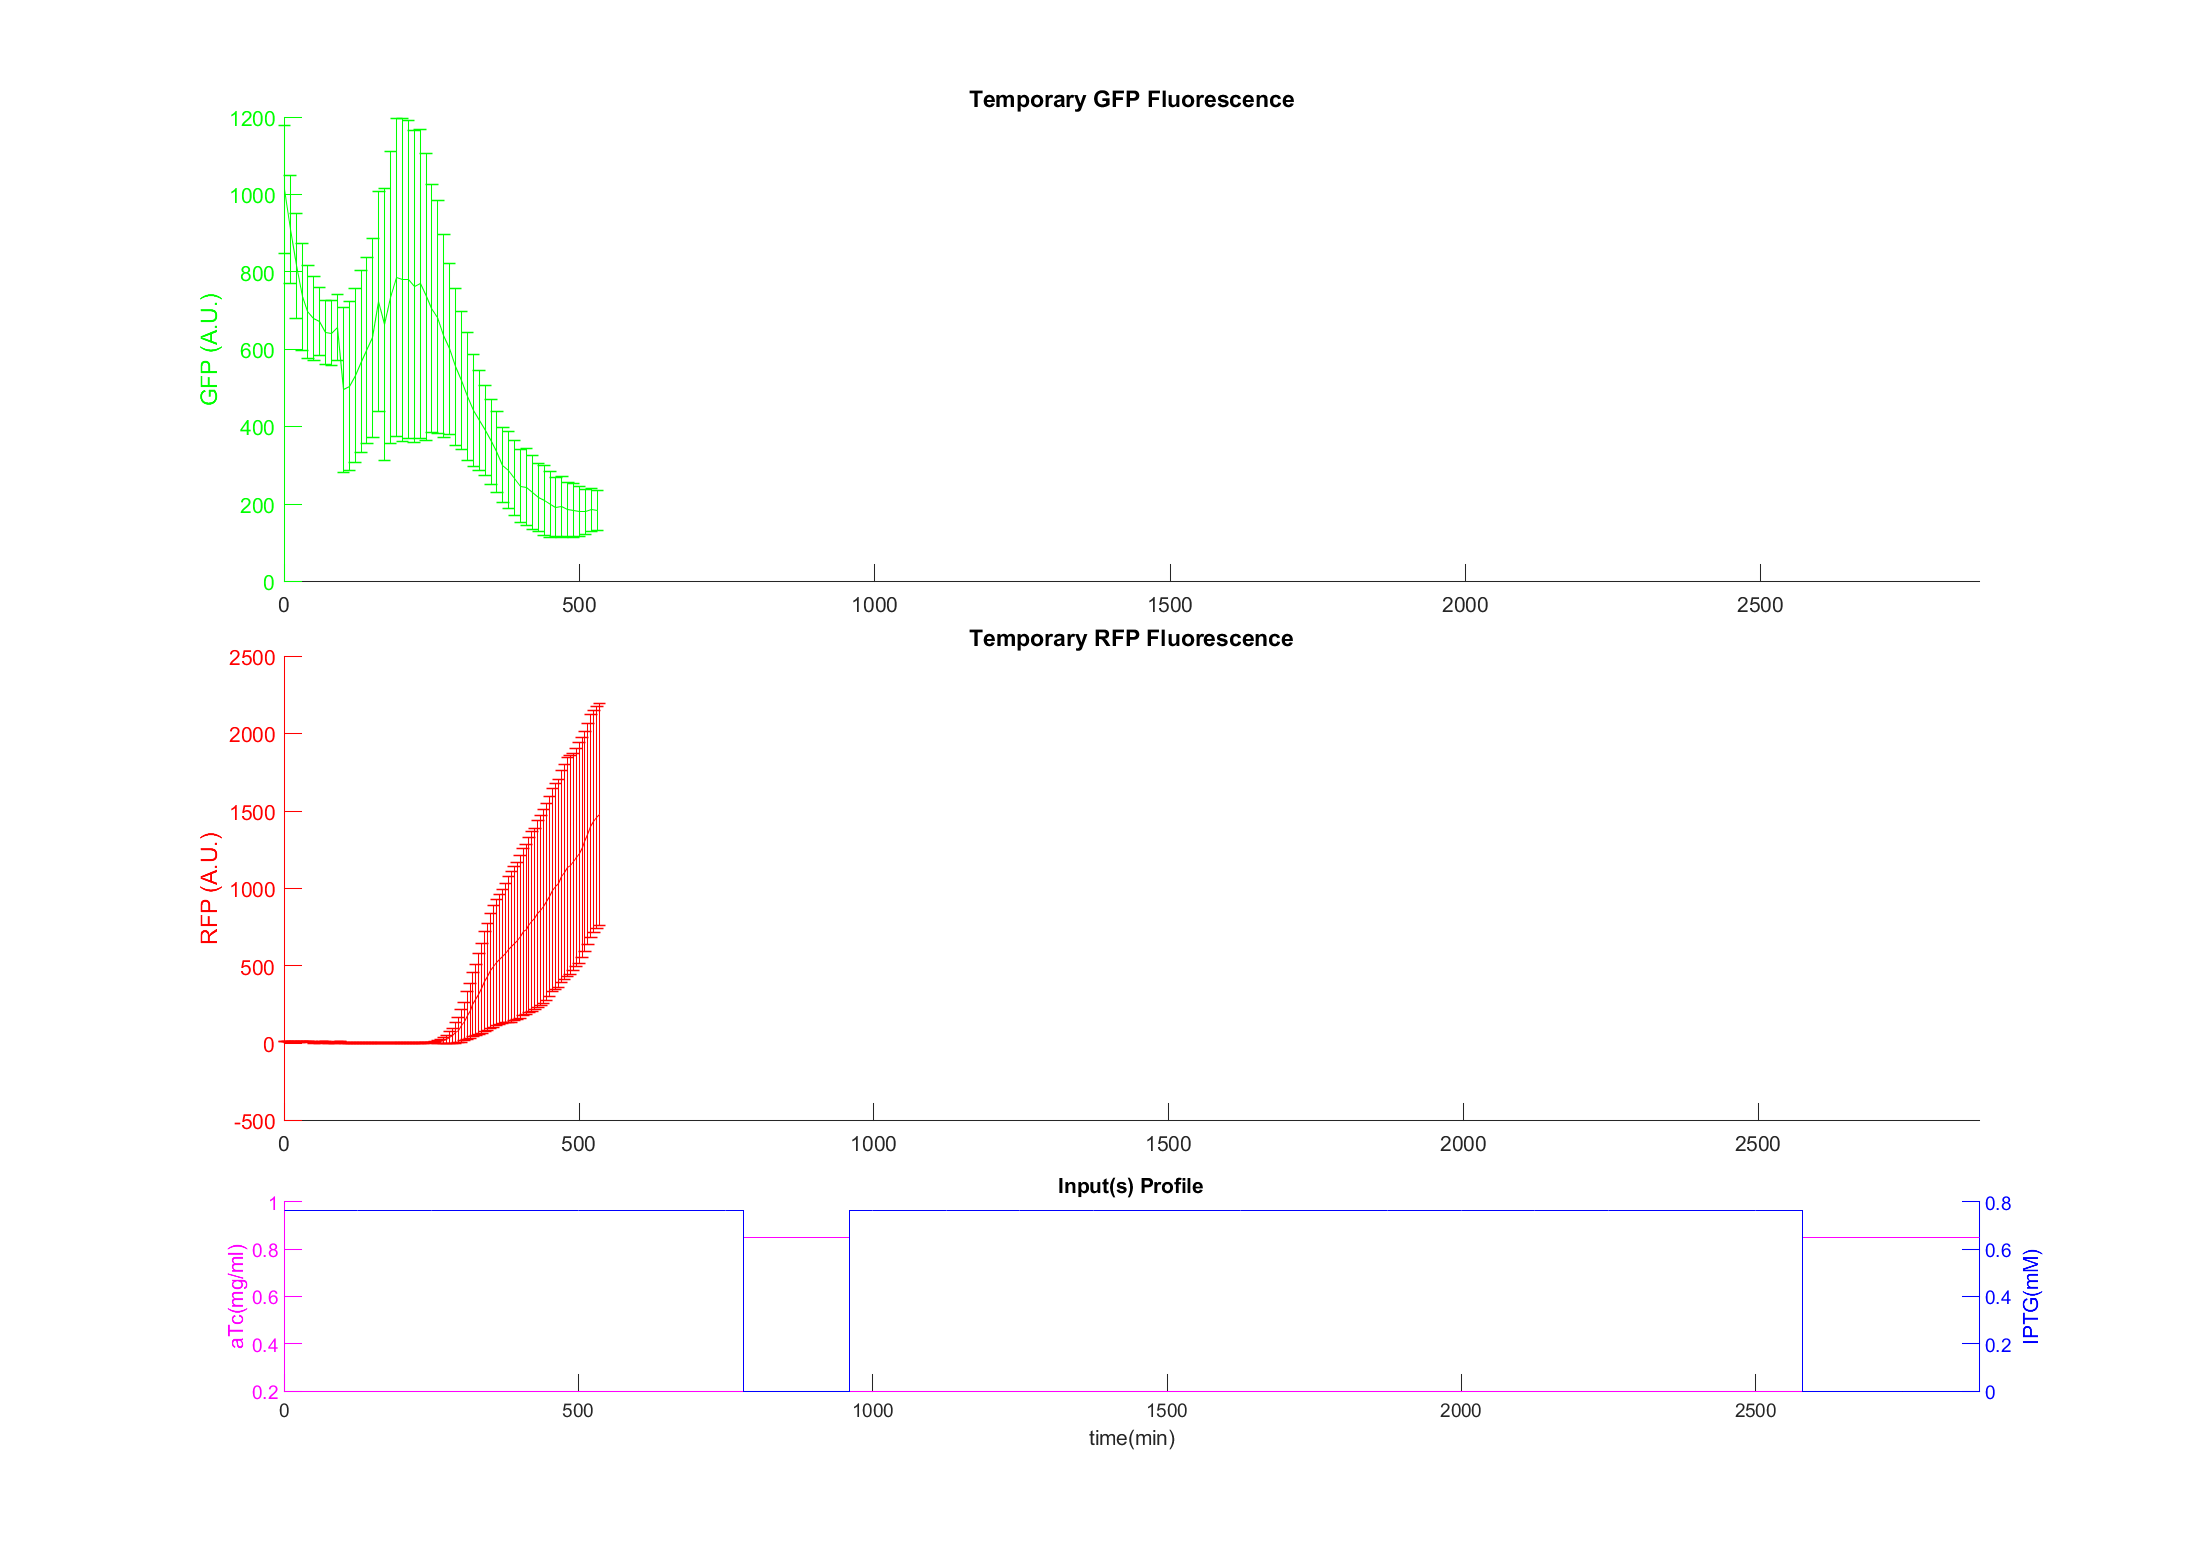 Temporary GFP Fluorescence
GFP (A.U.)
1200
1000
800
600
400
200
0
0 500 1000 1500 2000 2500
Temporary RFP Fluorescence
RFP (A.U.)
2500
2000
1500
1000
500
0
-500
0 500 1000 1500 2000 2500
Input(s) Profile
aTc(mg/ml)
1
0.8
0.6
0.4
0.2
0.8
0.6
0.4
0.2
0
IPTG(mM)
0 500 1000 1500 2000 2500
time(min)